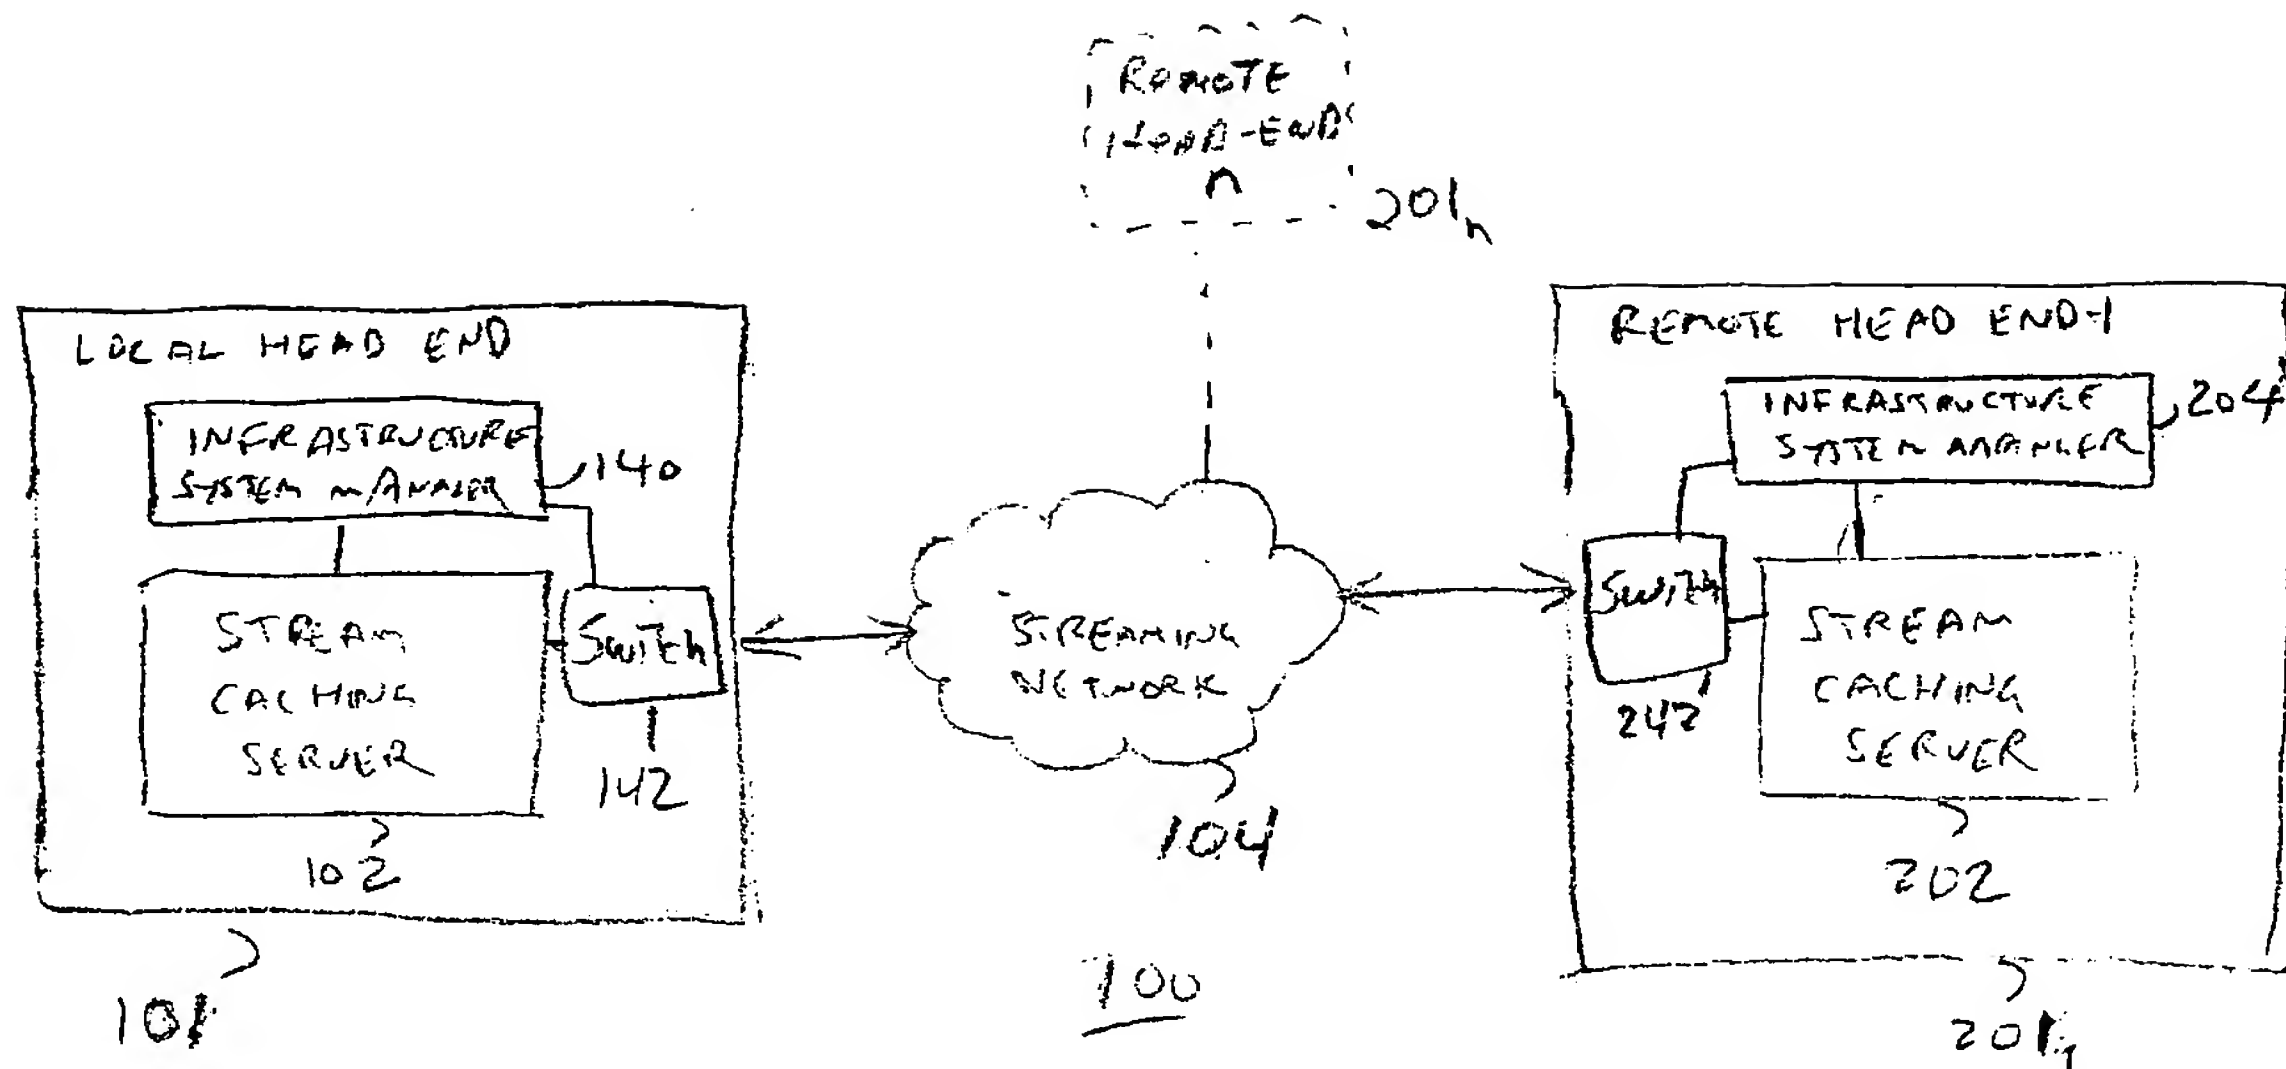 REMOTE
HEAD-END
n
201n
LOCAL HEAD END
INFRASTRUCTURE
SYSTEM MANAGER
140
STREAM
CACHING
SERVER
102
SWITCH
142
101
STREAMING
NETWORK
104
100
REMOTE HEAD END-1
INFRASTRUCTURE
SYSTEM MANAGER
204
SWITCH
242
STREAM
CACHING
SERVER
202
2011